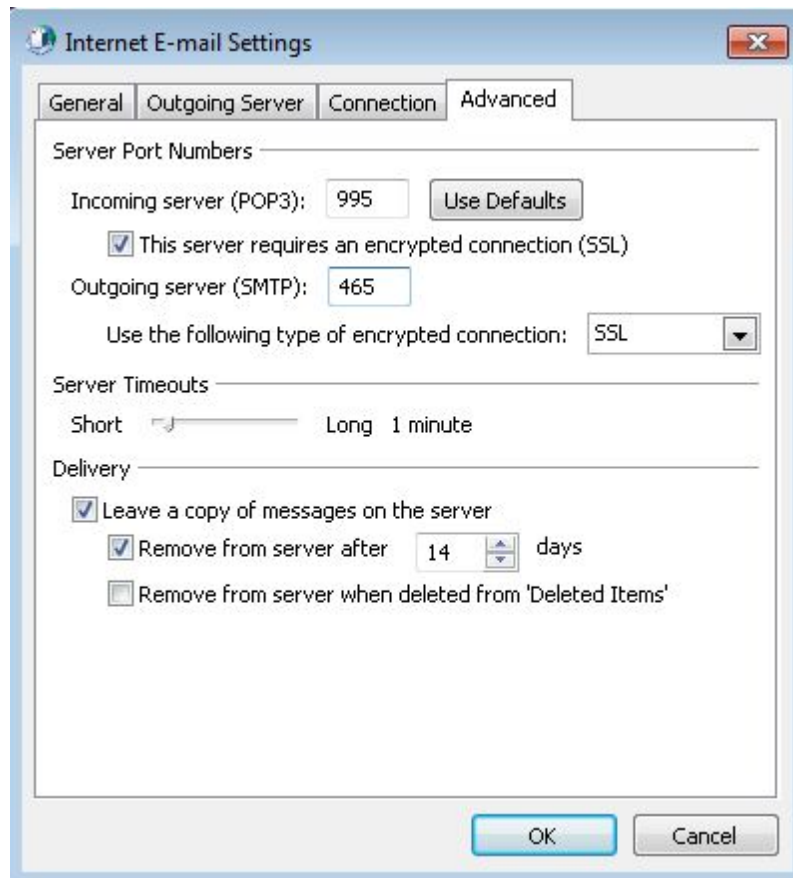 Internet E-mail Settings
General Outgoing Server Connection Advanced
Server Port Numbers
Incoming server (POP3): 995 Use Defaults
This server requires an encrypted connection (SSL)
Outgoing server (SMTP): 465
Use the following type of encrypted connection: SSL
Server Timeouts
Short Long 1 minute
Delivery
Leave a copy of messages on the server
Remove from server after 14 days
Remove from server when deleted from 'Deleted Items'
OK Cancel